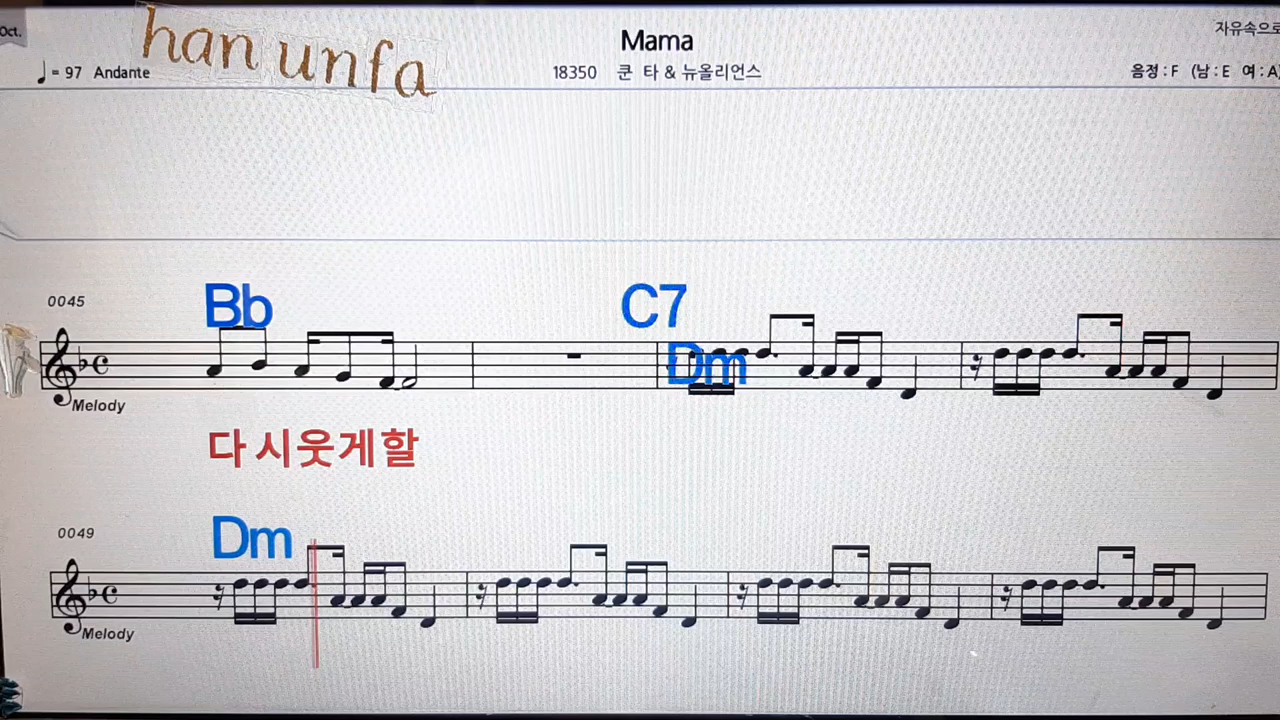 Oct.
han unfa
Mama
자유속으로
♩= 97 Andante
18350 쿤 타 & 뉴올리언스
음정 : F (남 : E 여 : A)
0045
Bb
C7
Dm
Melody
다 시웃게할
0049
Dm
Melody